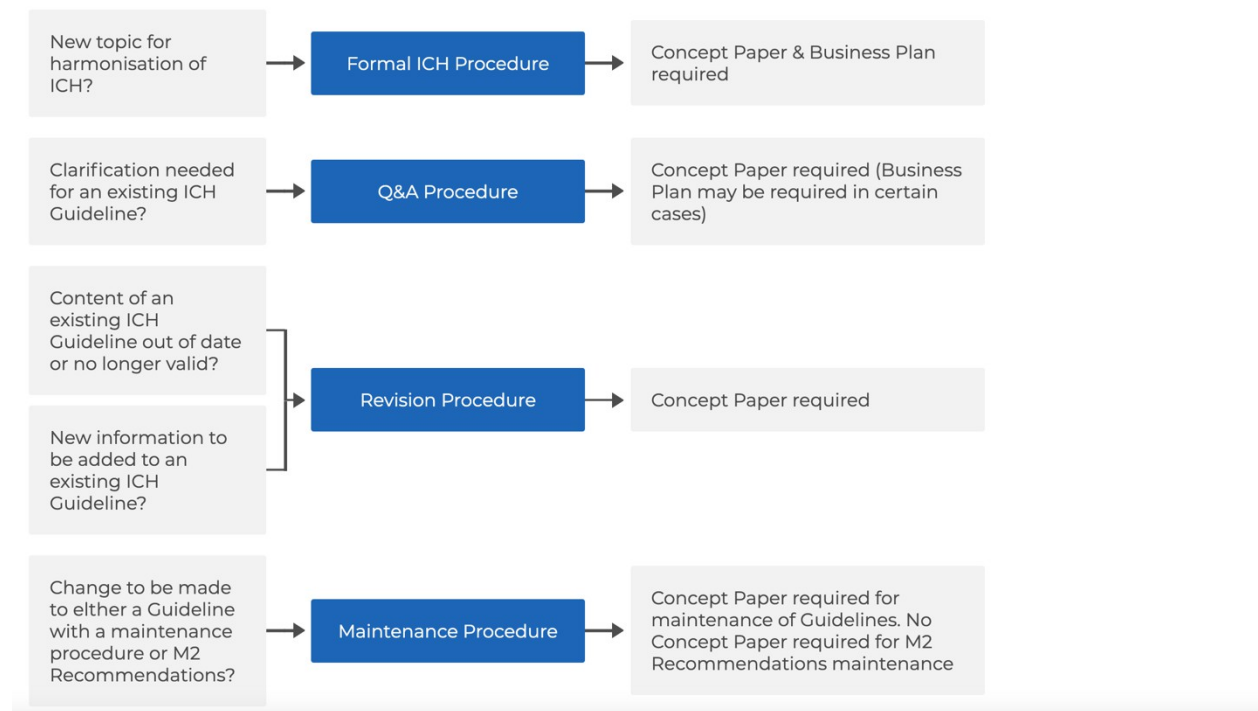 New topic for
harmonisation of
ICH?
Formal ICH Procedure
Concept Paper & Business Plan
required
Clarification needed
for an existing ICH
Guideline?
Q&A Procedure
Concept Paper required (Business
Plan may be required in certain
cases)
Content of an
existing ICH
Guideline out of date
or no longer valid?
New information to
be added to an
existing ICH
Guideline?
Revision Procedure
Concept Paper required
Change to be made
to elther a Guideline
with a maintenance
procedure or M2
Recommendations?
Maintenance Procedure
Concept Paper required for
maintenance of Guidelines. No
Concept Paper required for M2
Recommendations maintenance